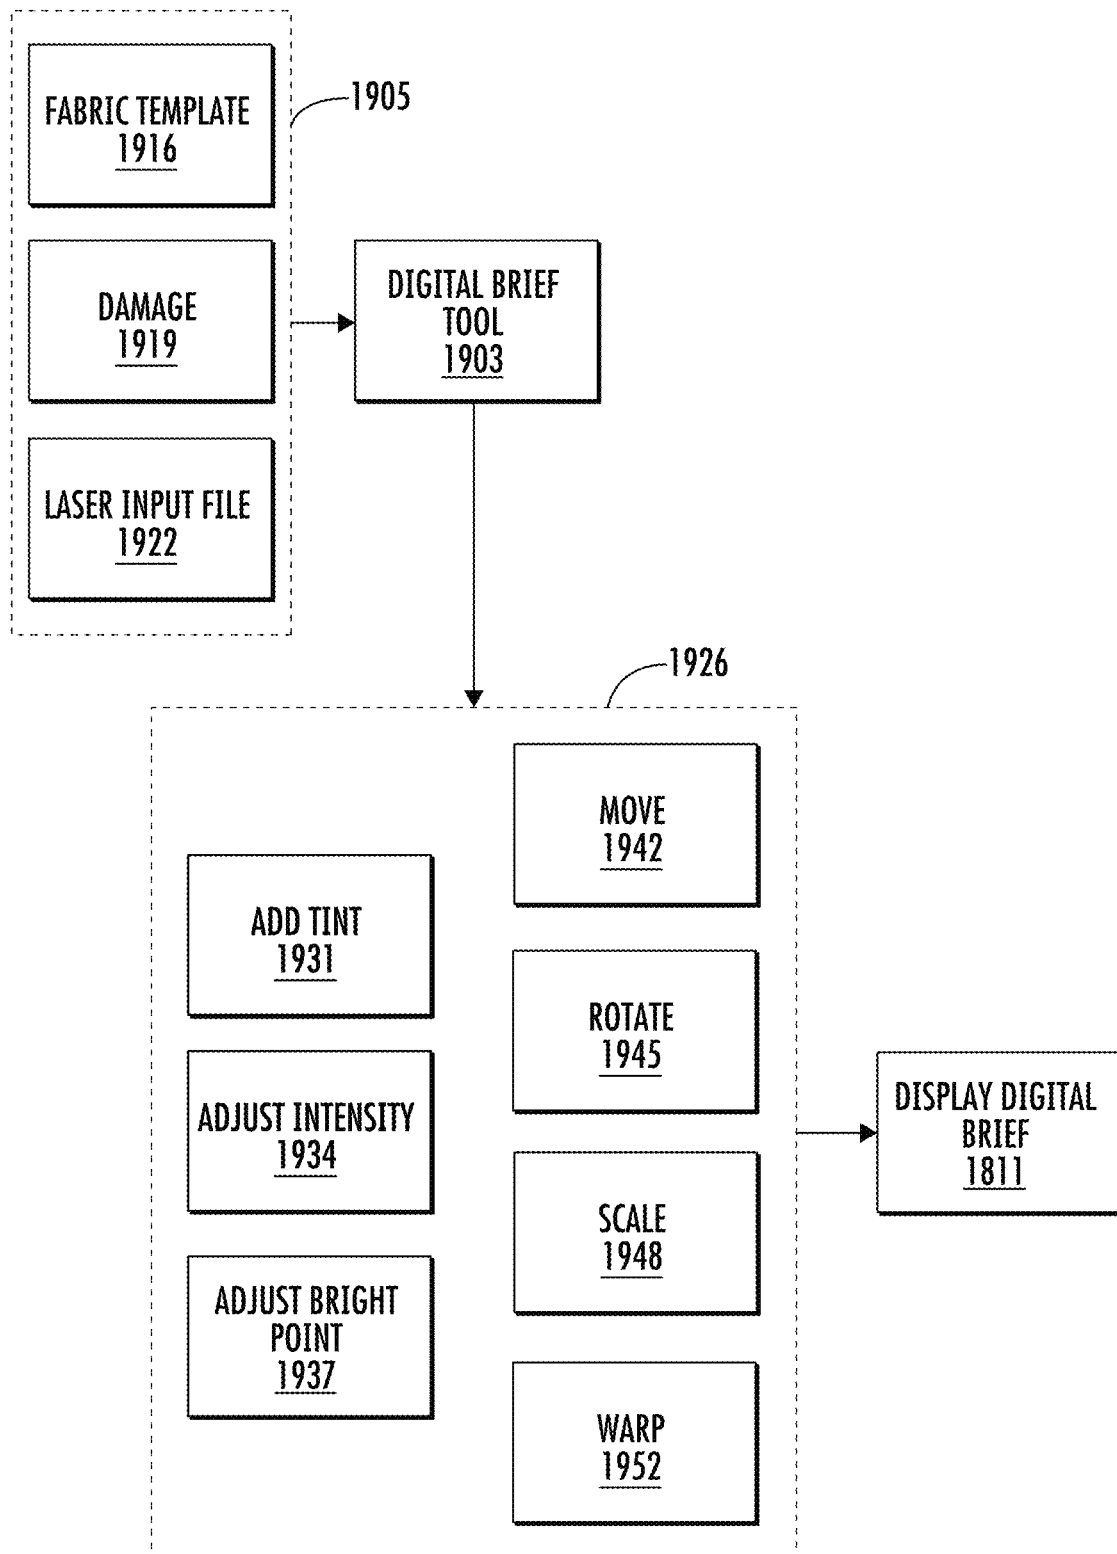 FABRIC TEMPLATE
1916
1905
DAMAGE
1919
DIGITAL BRIEF
TOOL
1903
LASER INPUT FILE
1922
1926
MOVE
1942
ADD TINT
1931
ROTATE
1945
ADJUST INTENSITY
1934
DISPLAY DIGITAL
BRIEF
1811
SCALE
1948
ADJUST BRIGHT
POINT
1937
WARP
1952